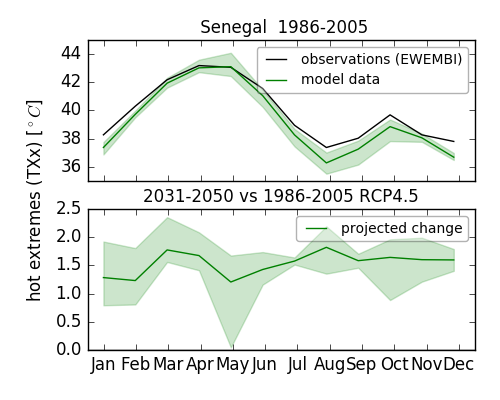 Senegal 1986-2005
44
42
40
38
36
observations (EWEMBI)
model data
hot extremes (TXx) [°C]
2031-2050 vs 1986-2005 RCP4.5
2.5
2.0
1.5
1.0
0.5
0.0
projected change
Jan Feb Mar Apr May Jun Jul Aug Sep Oct Nov Dec